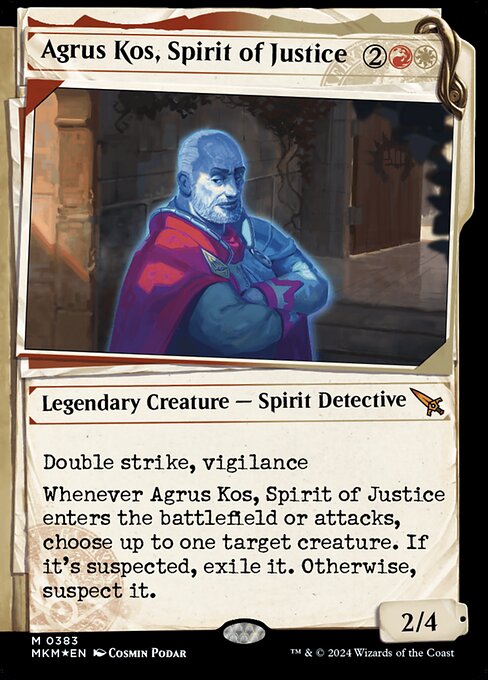 Agrus Kos, Spirit of Justice 2
Legendary Creature — Spirit Detective
Double strike, vigilance
Whenever Agrus Kos, Spirit of Justice
enters the battlefield or attacks,
choose up to one target creature. If
it's suspected, exile it. Otherwise,
suspect it.
2/4
M 0383
MKM★EN Cosmin Podar
™ & © 2024 Wizards of the Coast